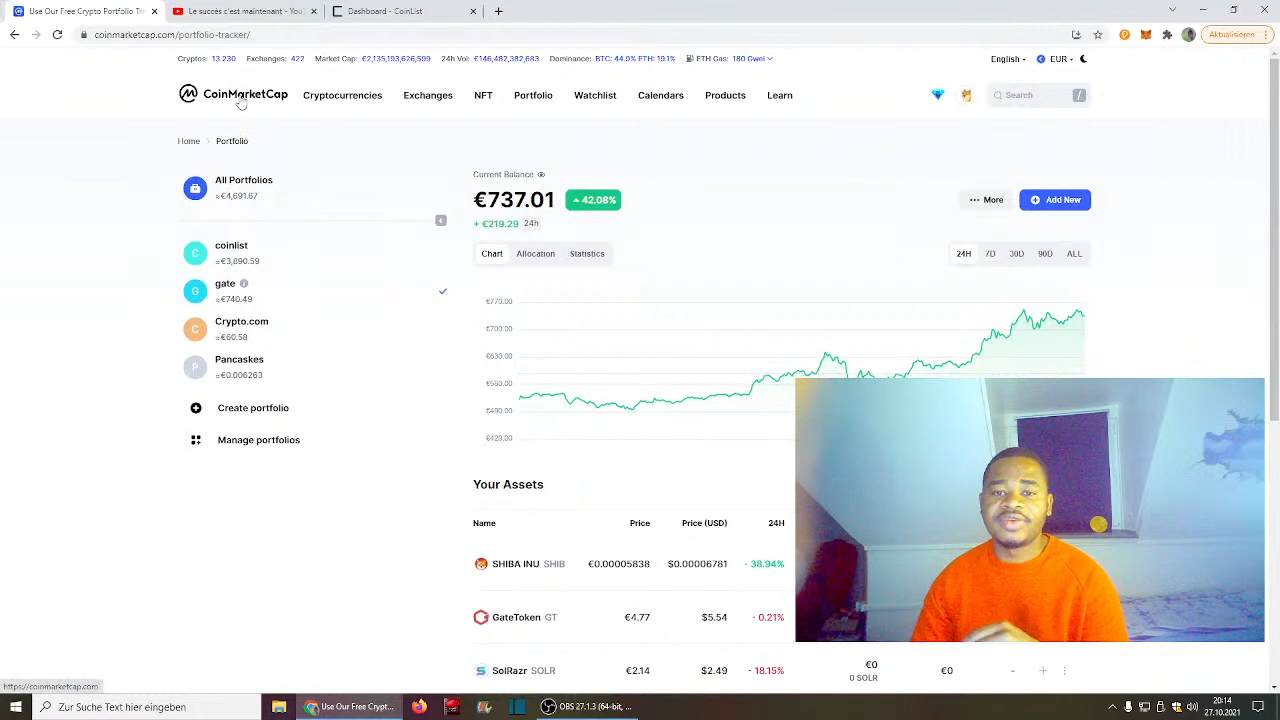 Use Our Free Crypto Portfolio Tr
Le succès c'est maintenant - You
Dashboard - CoinList
coinmarketcap.com/portfolio-tracker/
Aktualisieren
Cryptos: 13.230 Exchanges: 422 Market Cap: €2,135,193,626,599 24h Vol: €146,482,382,683 Dominance: BTC: 44.9% ETH: 19.1% ETH Gas: 180 Gwei
English
EUR
CoinMarketCap Cryptocurrencies Exchanges NFT Portfolio Watchlist Calendars Products Learn
Search /
Home Portfolio
All Portfolios
≈€4,691.67
C coinlist
≈€3,890.59
G gate
≈€740.49
C Crypto.com
≈€60.58
P Pancaskes
≈€0.006263
Create portfolio
Manage portfolios
Current Balance
€737.01 42.08%
+ €219.29 24h
More
Add New
Chart Allocation Statistics
24H 7D 30D 90D ALL
€770.00
€700.00
€630.00
€560.00
€490.00
€420.00
Your Assets
Name Price Price (USD) 24H
SHIBA INU SHIB €0.00005838 $0.00006781 38.94%
GateToken GT €4.77 $5.54 0.21%
SolRazr SOLR €2.14 $2.49 18.15% €0 €0
0 SOLR
https://coinmarketcap.com
Zur Suche Text hier eingeben
Use Our Free Crypt...
OBS 27.1.3 (64-bit, ...
20:14
27.10.2021